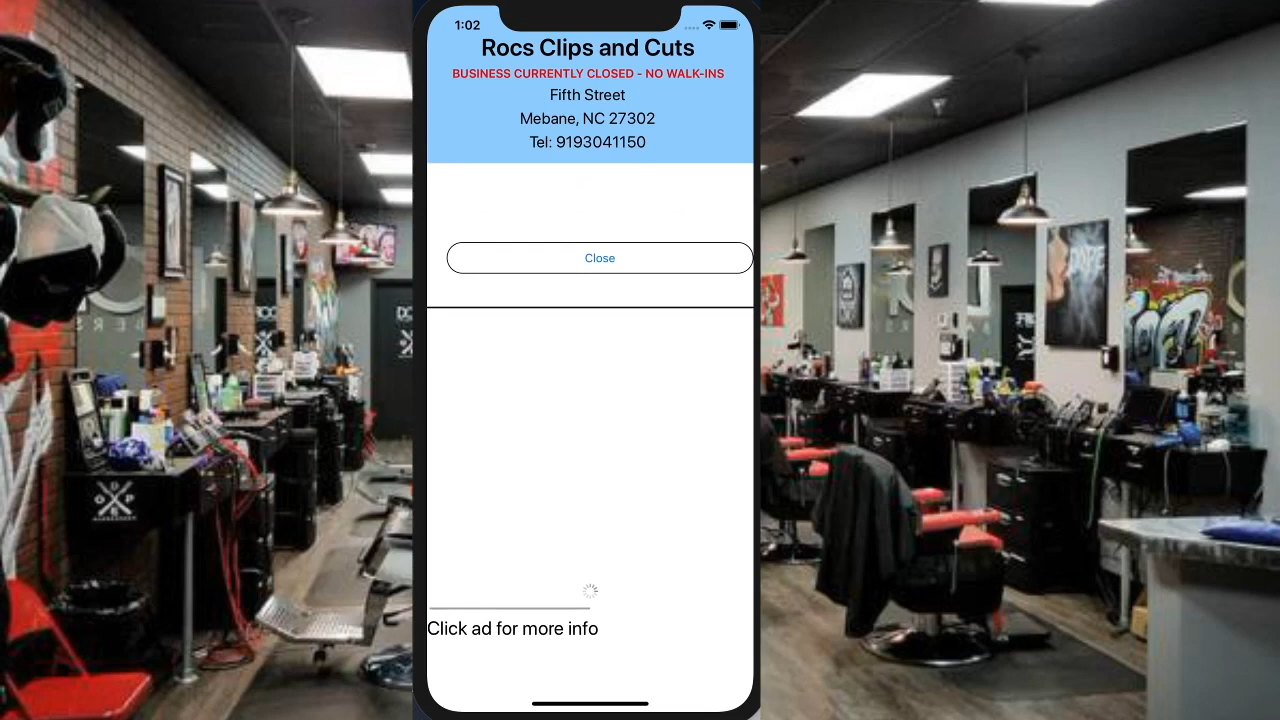 1:02
Rocs Clips and Cuts
BUSINESS CURRENTLY CLOSED - NO WALK-INS
Fifth Street
Mebane, NC 27302
Tel: 9193041150
Close
Click ad for more info
D
O P
E
DOPE